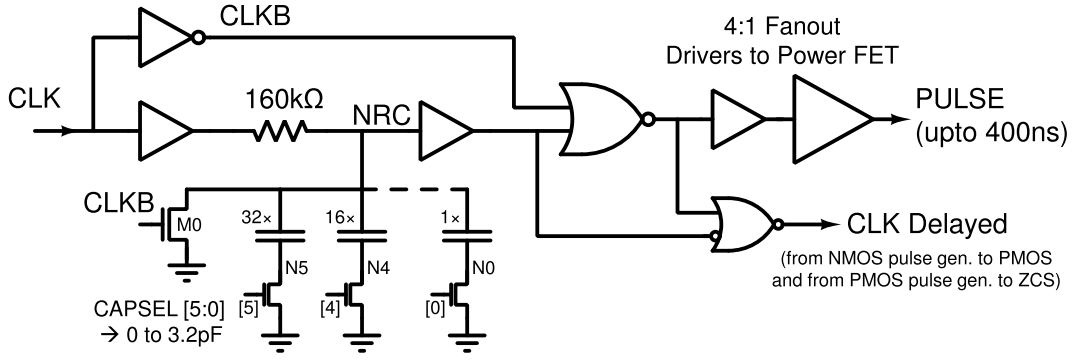 CLKB
4:1 Fanout
Drivers to Power FET
CLK
160kΩ
NRC
PULSE
(upto 400ns)
CLKB
M0
32×
16×
1×
N5
N4
N0
[5]
[4]
[0]
CAPSEL [5:0]
→ 0 to 3.2pF
CLK Delayed
(from NMOS pulse gen. to PMOS
and from PMOS pulse gen. to ZCS)